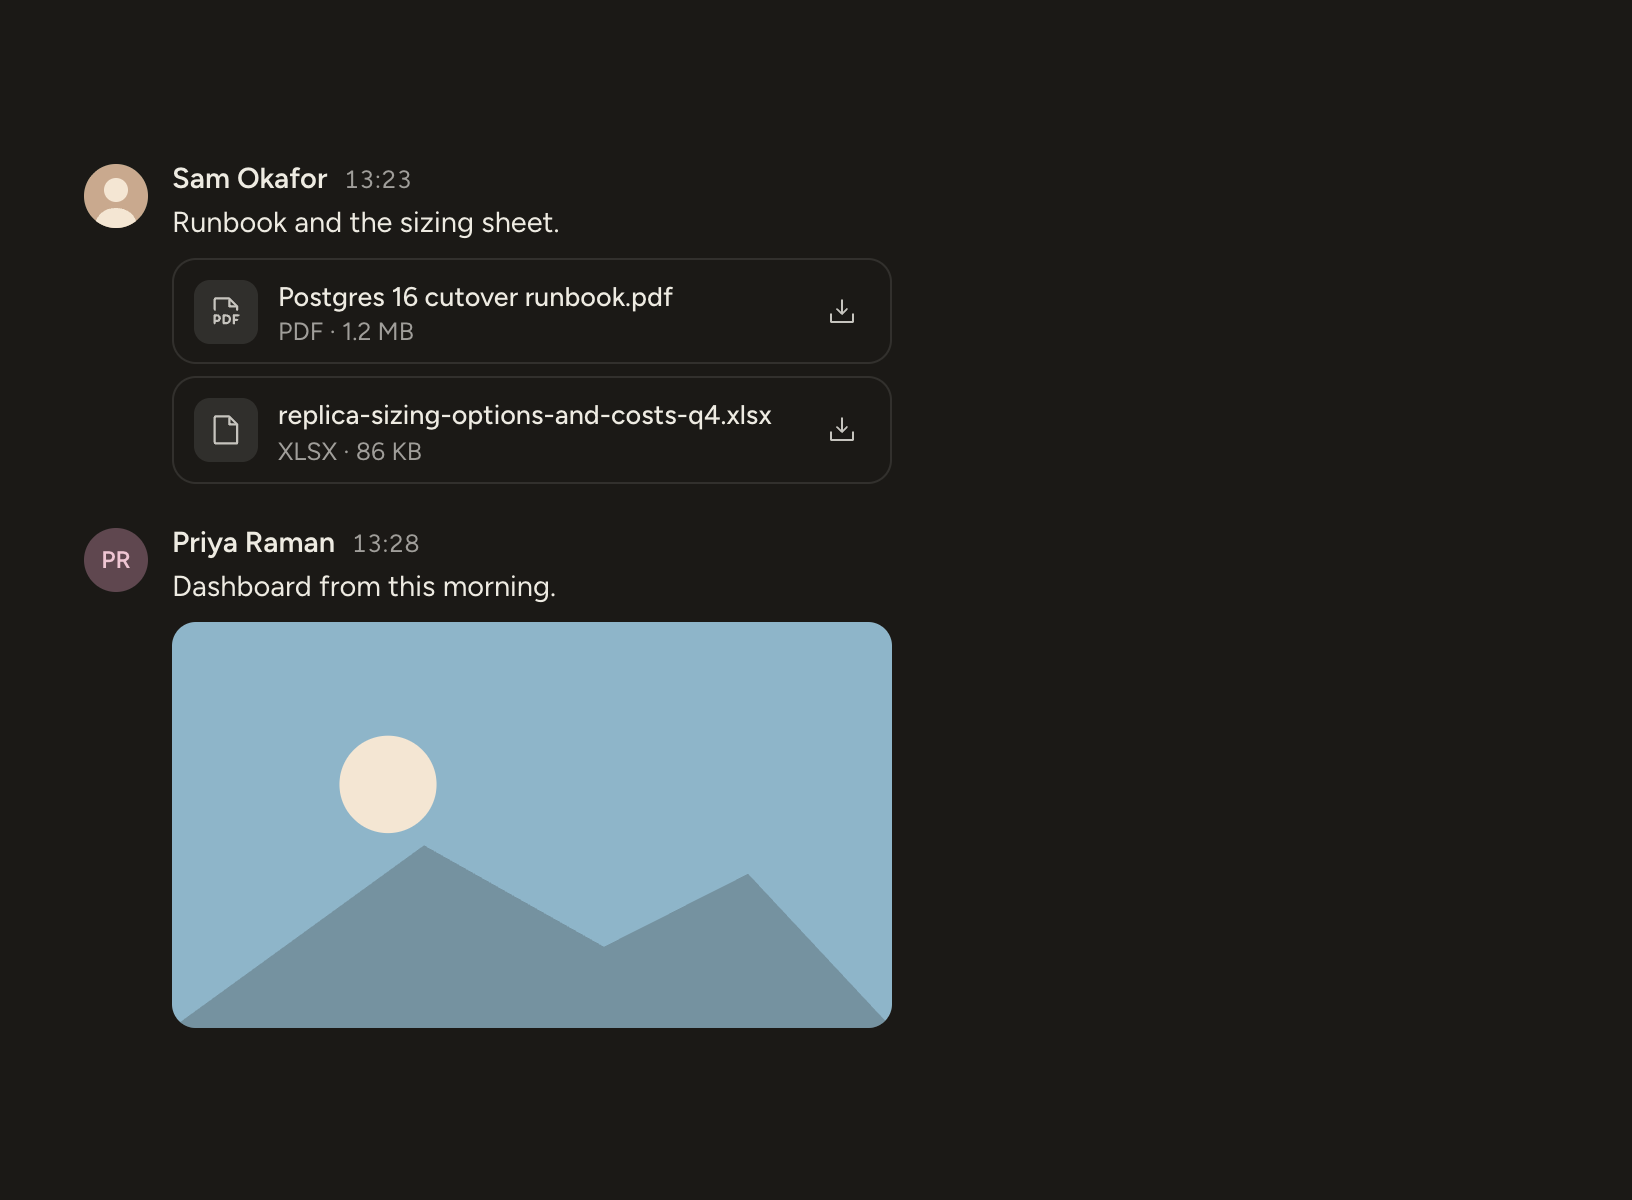 Sam Okafor 13:23
Runbook and the sizing sheet.
PDF
Postgres 16 cutover runbook.pdf
PDF · 1.2 MB
replica-sizing-options-and-costs-q4.xlsx
XLSX · 86 KB
PR
Priya Raman 13:28
Dashboard from this morning.